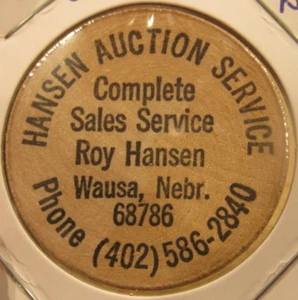 HANSEN AUCTION SERVICE
Complete
Sales Service
Roy Hansen
Wausa, Nebr.
68786
Phone (402) 586-2840